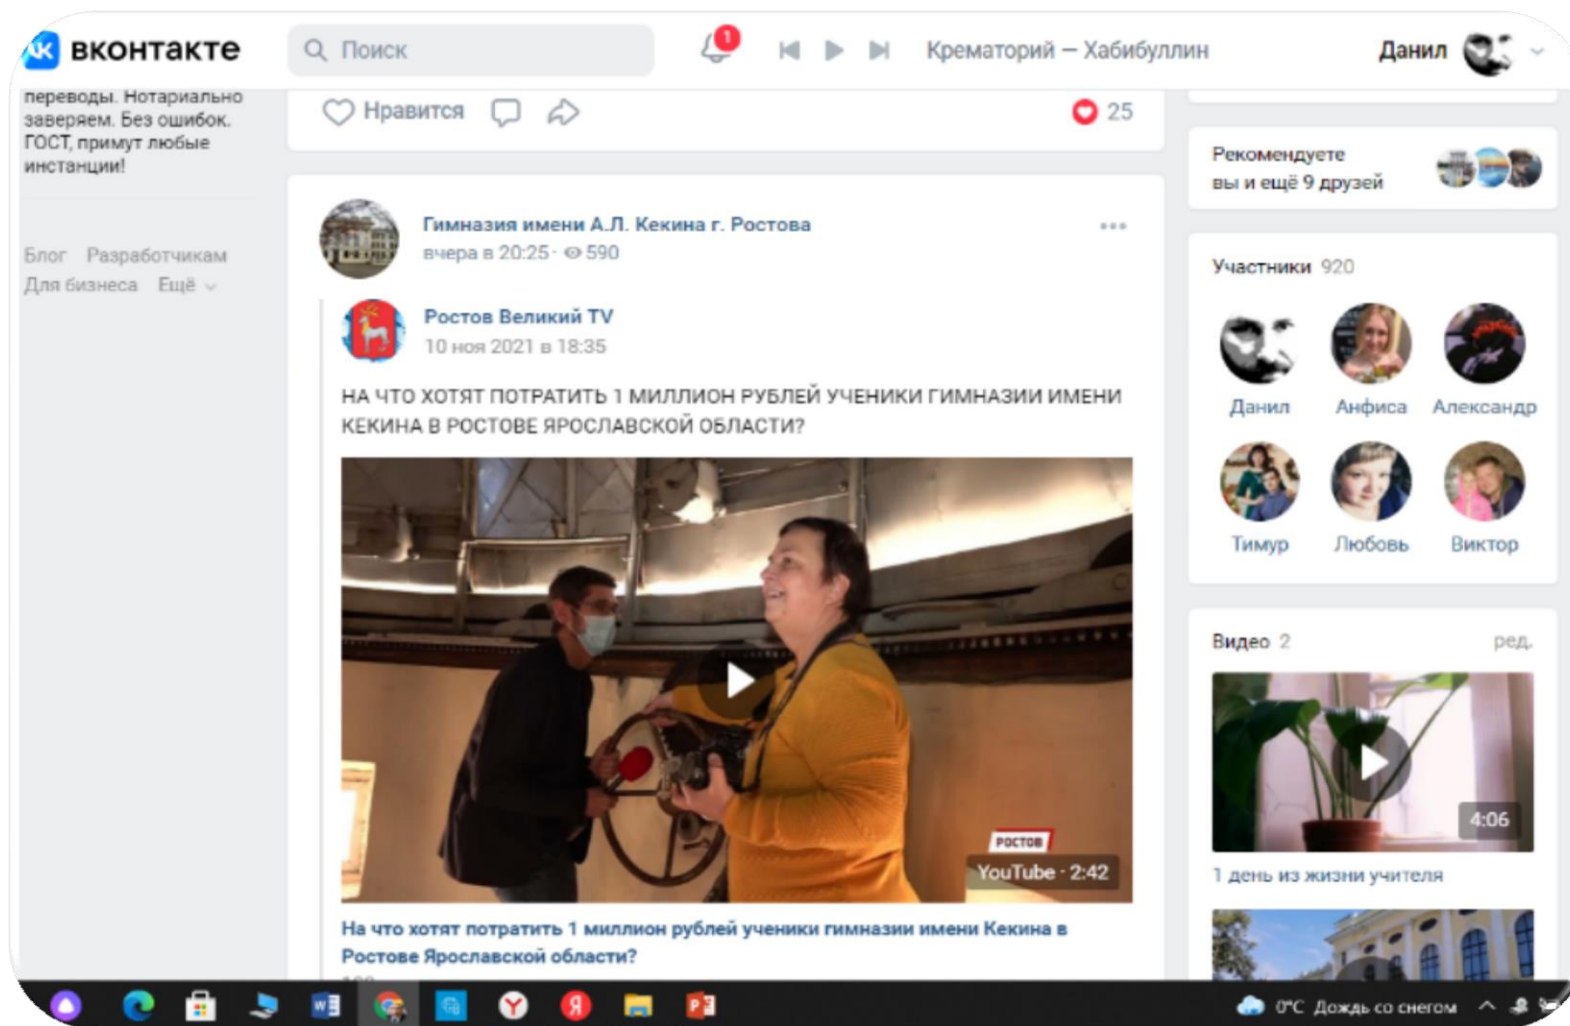 вконтакте
Поиск
1
Крематорий — Хабибуллин
Данил
переводы. Нотариально
заверяем. Без ошибок.
ГОСТ, примут любые
инстанции!
Блог Разработчикам
Для бизнеса Ещё
Нравится
25
Гимназия имени А.Л. Кекина г. Ростова
вчера в 20:25 · 590
Ростов Великий TV
10 ноя 2021 в 18:35
НА ЧТО ХОТЯТ ПОТРАТИТЬ 1 МИЛЛИОН РУБЛЕЙ УЧЕНИКИ ГИМНАЗИИ ИМЕНИ
КЕКИНА В РОСТОВЕ ЯРОСЛАВСКОЙ ОБЛАСТИ?
РОСТОВ
YouTube · 2:42
На что хотят потратить 1 миллион рублей ученики гимназии имени Кекина в
Ростове Ярославской области?
Рекомендуете
вы и ещё 9 друзей
Участники 920
Данил Анфиса Александр
Тимур Любовь Виктор
Видео 2 ред.
4:06
1 день из жизни учителя
0°C Дождь со снегом